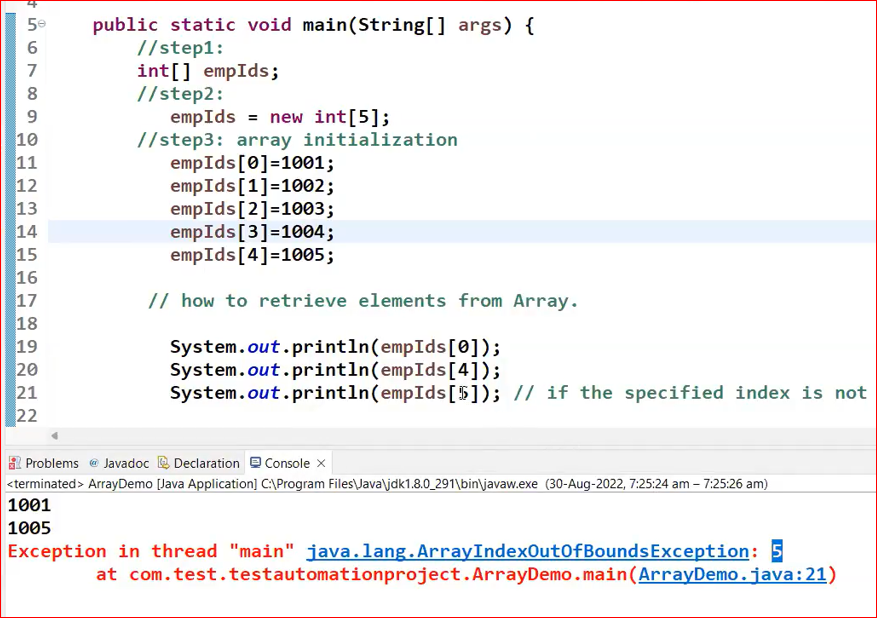 4
5 public static void main(String[] args) {
6 //step1:
7 int[] empIds;
8 //step2:
9 empIds = new int[5];
10 //step3: array initialization
11 empIds[0]=1001;
12 empIds[1]=1002;
13 empIds[2]=1003;
14 empIds[3]=1004;
15 empIds[4]=1005;
16
17 // how to retrieve elements from Array.
18
19 System.out.println(empIds[0]);
20 System.out.println(empIds[4]);
21 System.out.println(empIds[5]); // if the specified index is not
22
Problems Javadoc Declaration Console
<terminated> ArrayDemo [Java Application] C:\Program Files\Java\jdk1.8.0_291\bin\javaw.exe (30-Aug-2022, 7:25:24 am – 7:25:26 am)
1001
1005
Exception in thread "main" java.lang.ArrayIndexOutOfBoundsException: 5
at com.test.testautomationproject.ArrayDemo.main(ArrayDemo.java:21)